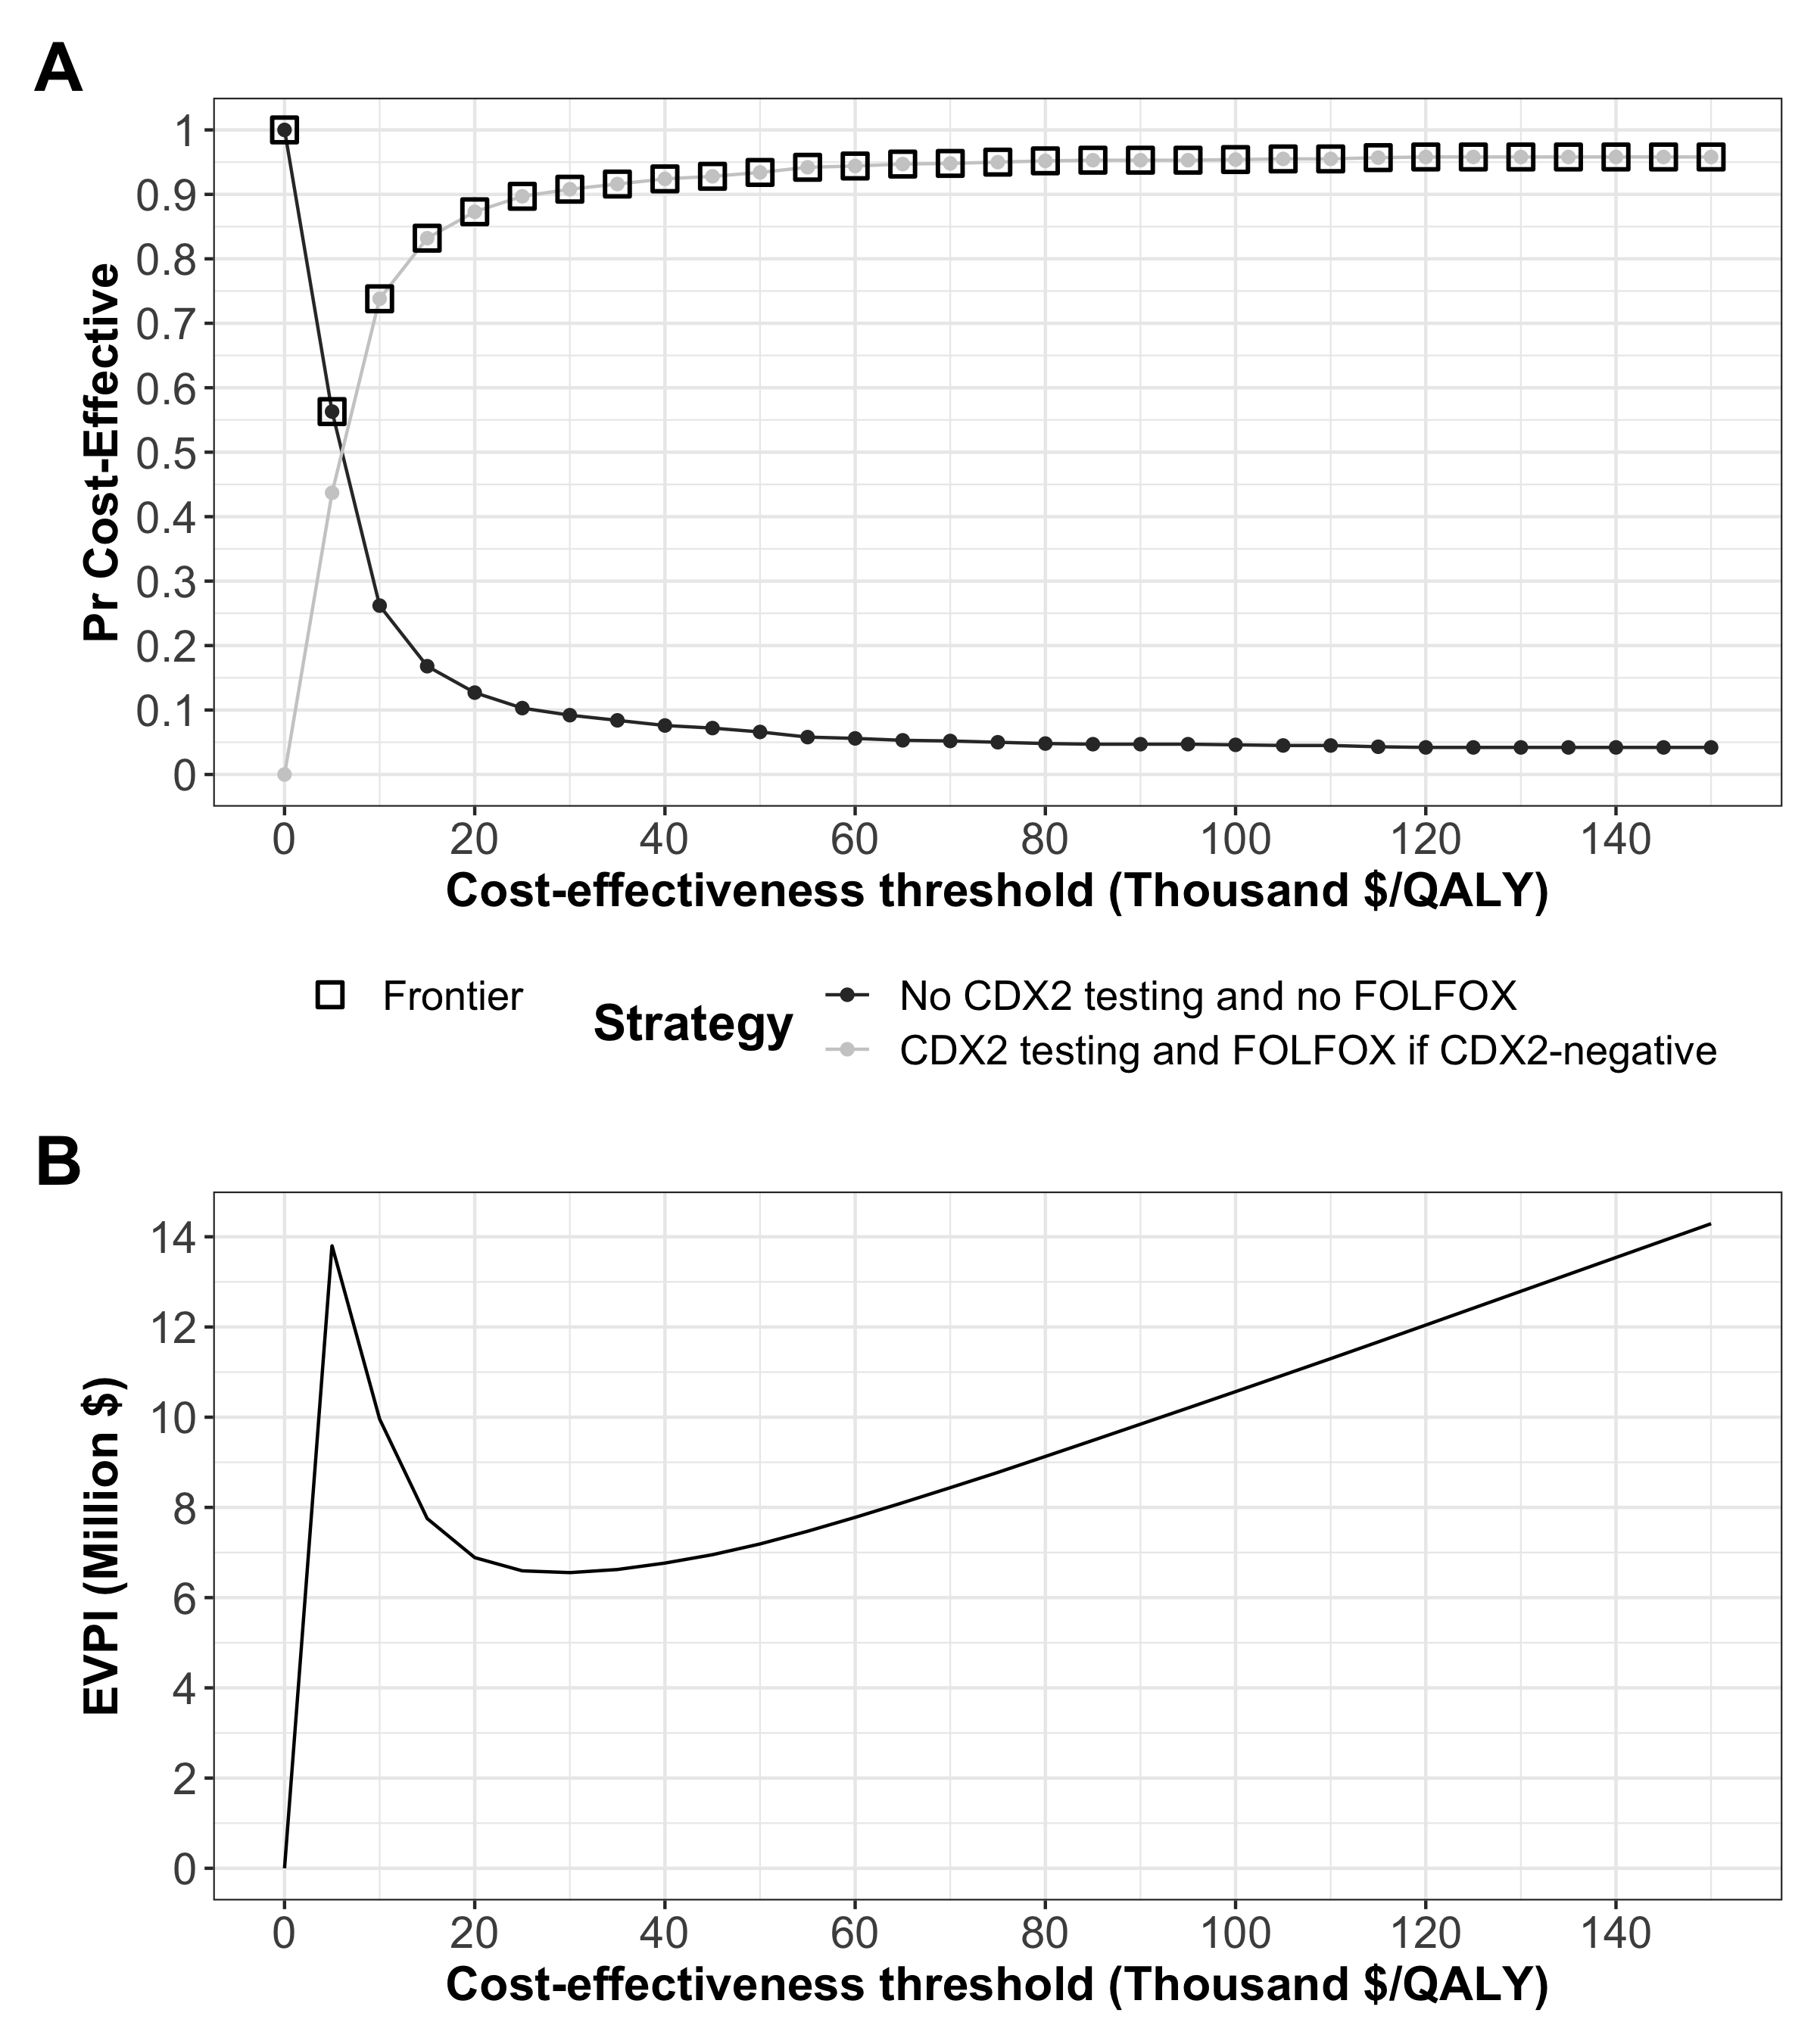 A
1
0.9
0.8
0.7
0.6
0.5
0.4
0.3
0.2
0.1
0
Pr Cost-Effective
0 20 40 60 80 100 120 140
Cost-effectiveness threshold (Thousand $/QALY)
Frontier
Strategy
No CDX2 testing and no FOLFOX
CDX2 testing and FOLFOX if CDX2-negative
B
14
12
10
8
6
4
2
0
EVPI (Million $)
0 20 40 60 80 100 120 140
Cost-effectiveness threshold (Thousand $/QALY)